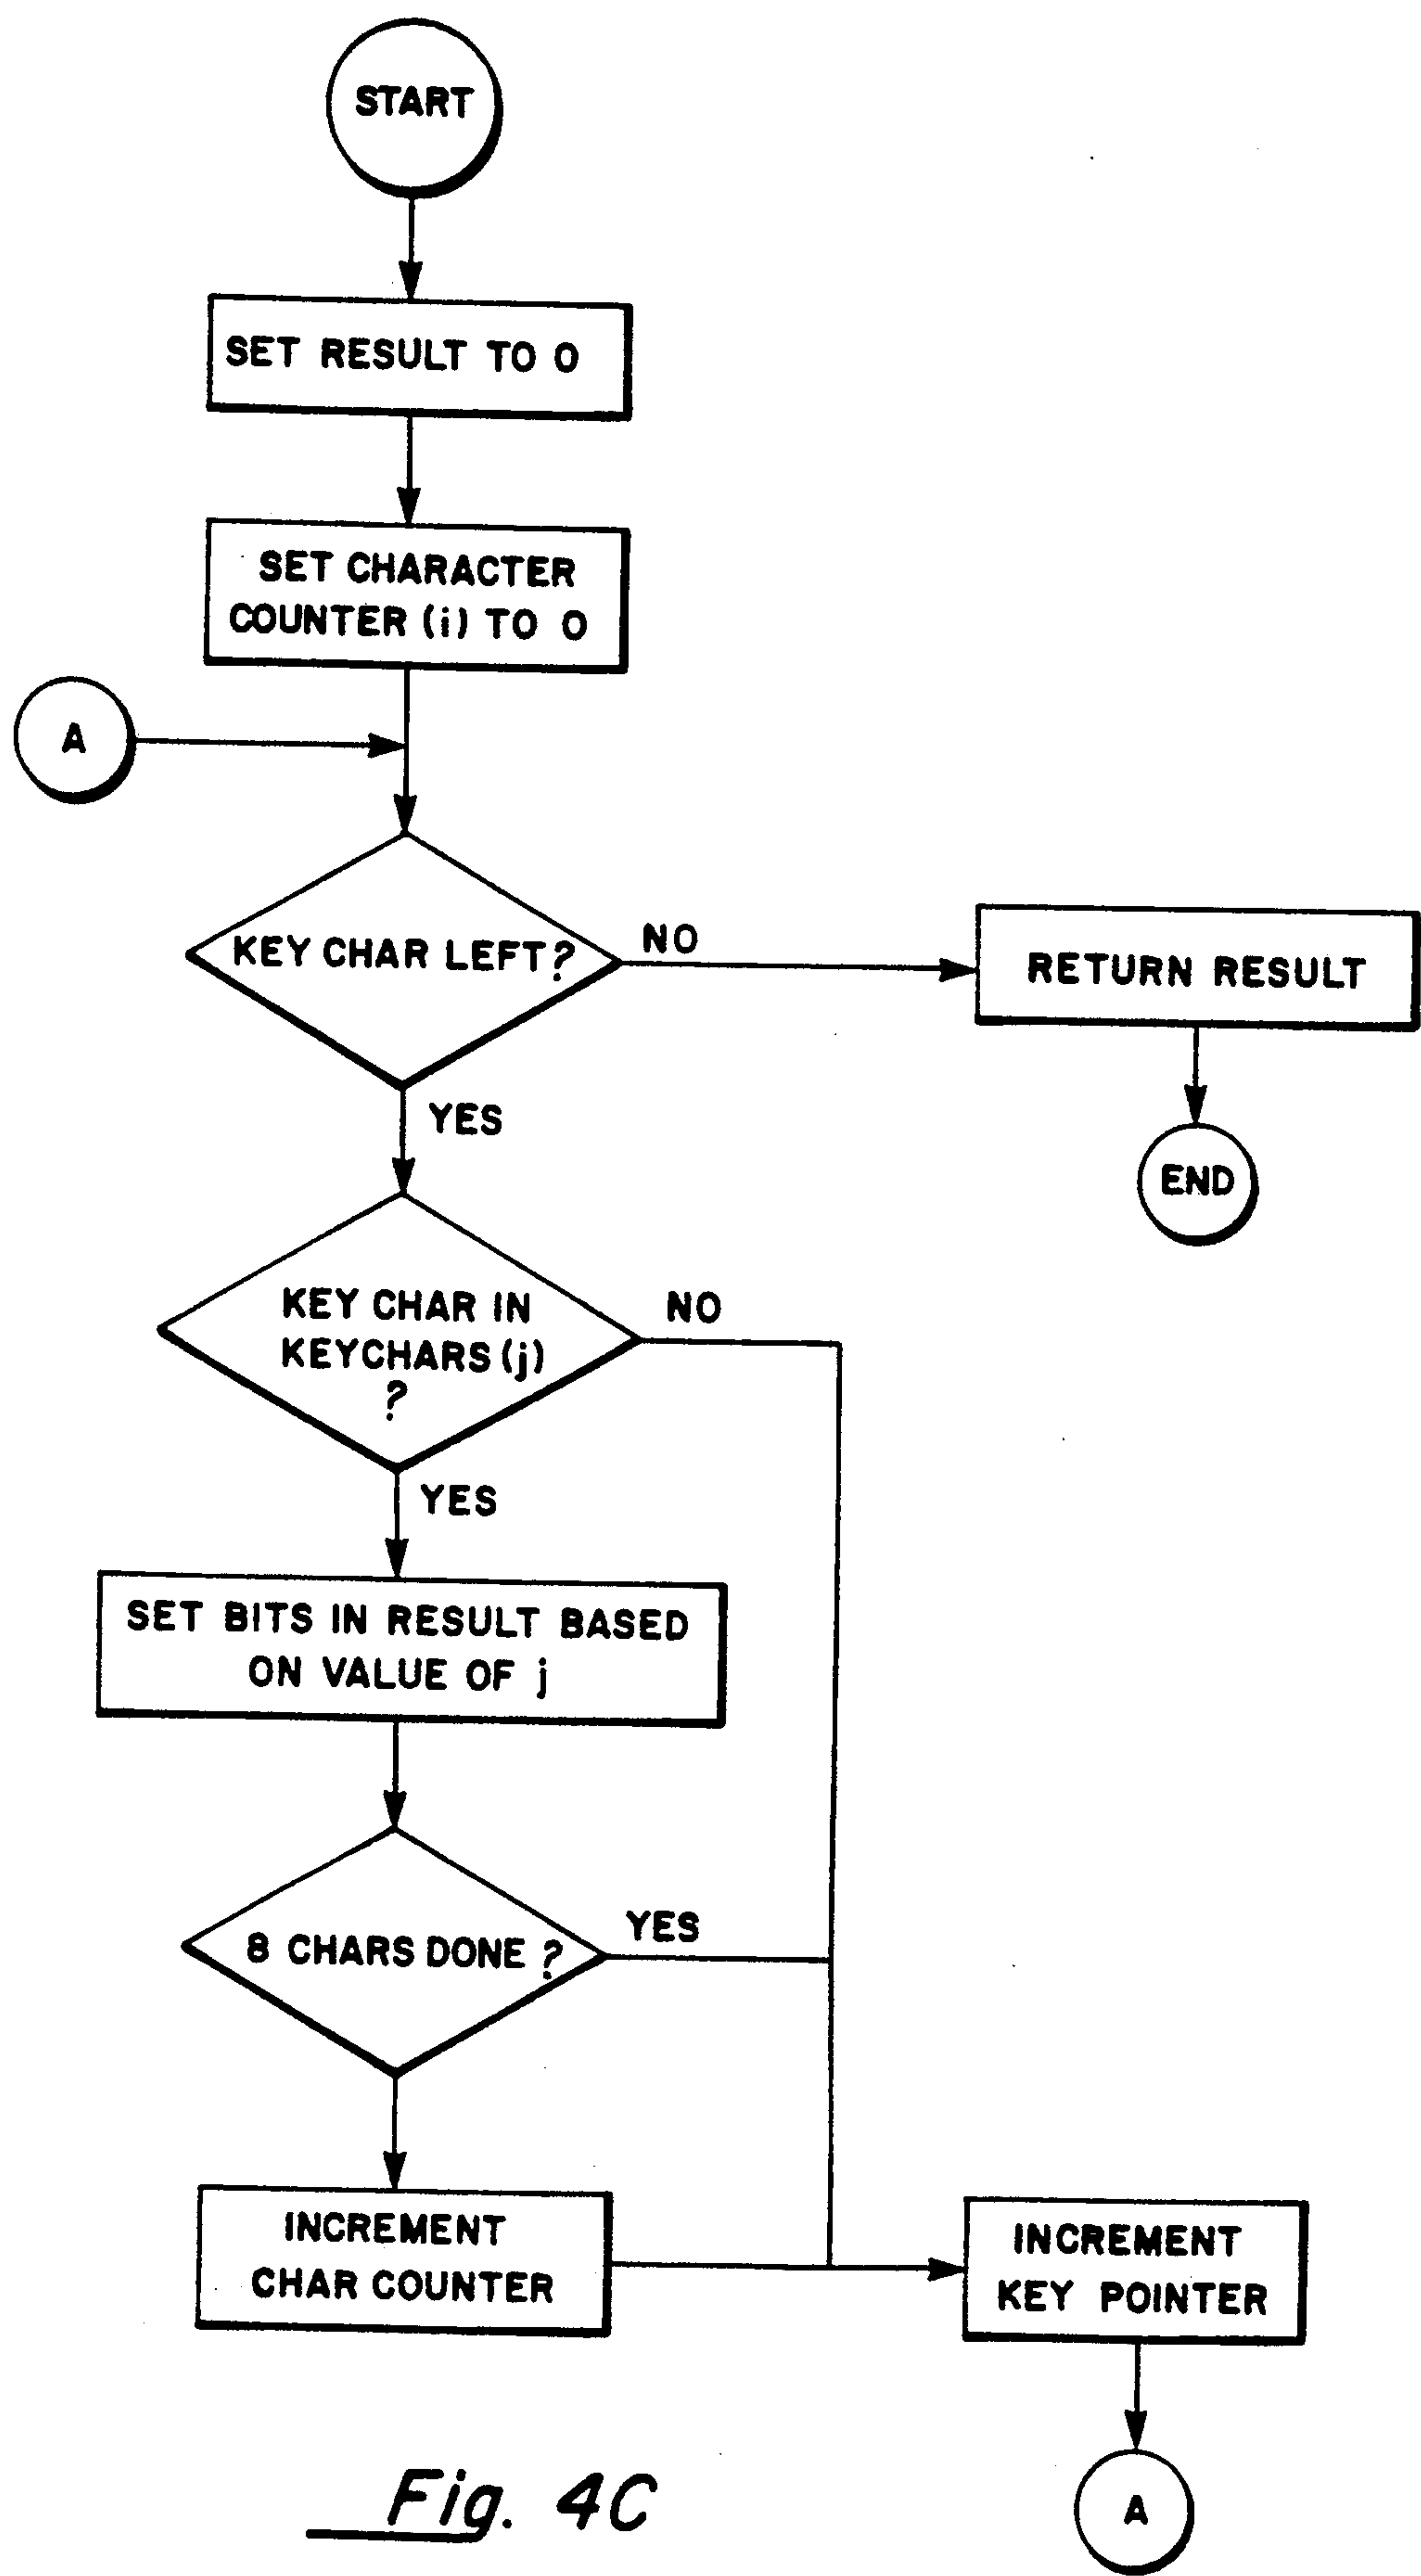 START
SET RESULT TO 0
SET CHARACTER
COUNTER (i) TO 0
A
KEY CHAR LEFT?
NO
RETURN RESULT
YES
END
KEY CHAR IN
KEYCHARS (j)
?
NO
YES
SET BITS IN RESULT BASED
ON VALUE OF j
8 CHARS DONE ?
YES
INCREMENT
CHAR COUNTER
INCREMENT
KEY POINTER
A
Fig. 4C